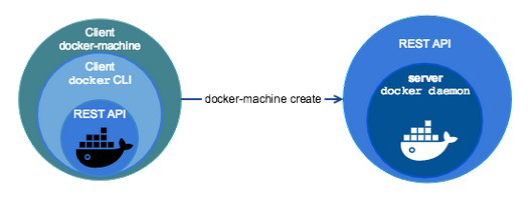 Client
docker-machine
Client
docker CLI
REST API
docker-machine create
REST API
server
docker daemon